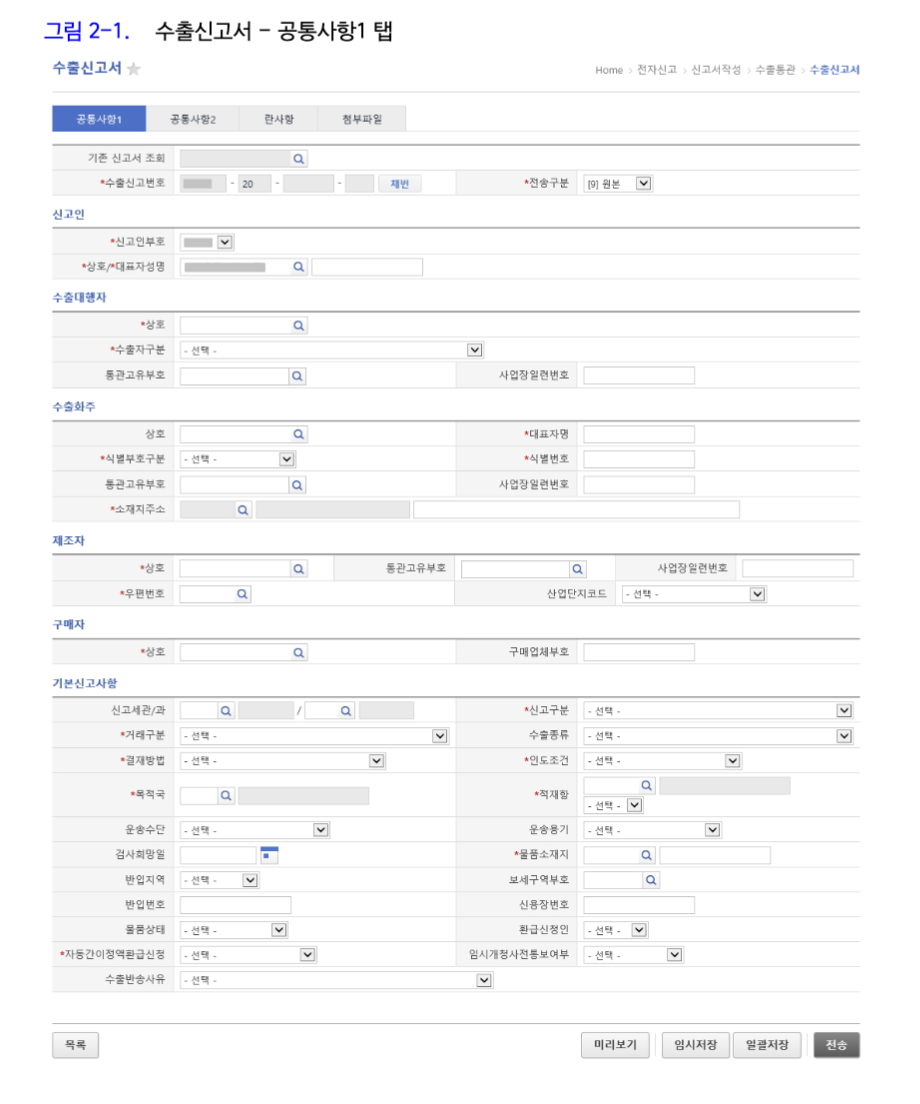 그림 2-1. 수출신고서 - 공통사항1 탭
수출신고서
Home > 전자신고 > 신고서작성 > 수출통관 > 수출신고서
공통사항1 공통사항2 란사항 첨부파일
기존 신고서 조회
*수출신고번호 - 20 - - 채번 *전송구분 [9] 원본
신고인
*신고인부호
*상호/*대표자성명
수출대행자
*상호
*수출자구분 - 선택 -
통관고유부호 사업장일련번호
수출화주
상호 *대표자명
*식별부호구분 - 선택 - *식별번호
통관고유부호 사업장일련번호
*소재지주소
제조자
*상호 통관고유부호 사업장일련번호
*우편번호 산업단지코드 - 선택 -
구매자
*상호 구매업체부호
기본신고사항
신고세관/과 / *신고구분 - 선택 -
*거래구분 - 선택 - 수출종류 - 선택 -
*결재방법 - 선택 - *인도조건 - 선택 -
*목적국 *적재항 - 선택 -
운송수단 - 선택 - 운송용기 - 선택 -
검사희망일 *물품소재지
반입지역 - 선택 - 보세구역부호
반입번호 신용장번호
물품상태 - 선택 - 환급신청인 - 선택 -
*자동간이정액환급신청 - 선택 - 임시개청사전통보여부 - 선택 -
수출반송사유 - 선택 -
목록 미리보기 임시저장 일괄저장 전송